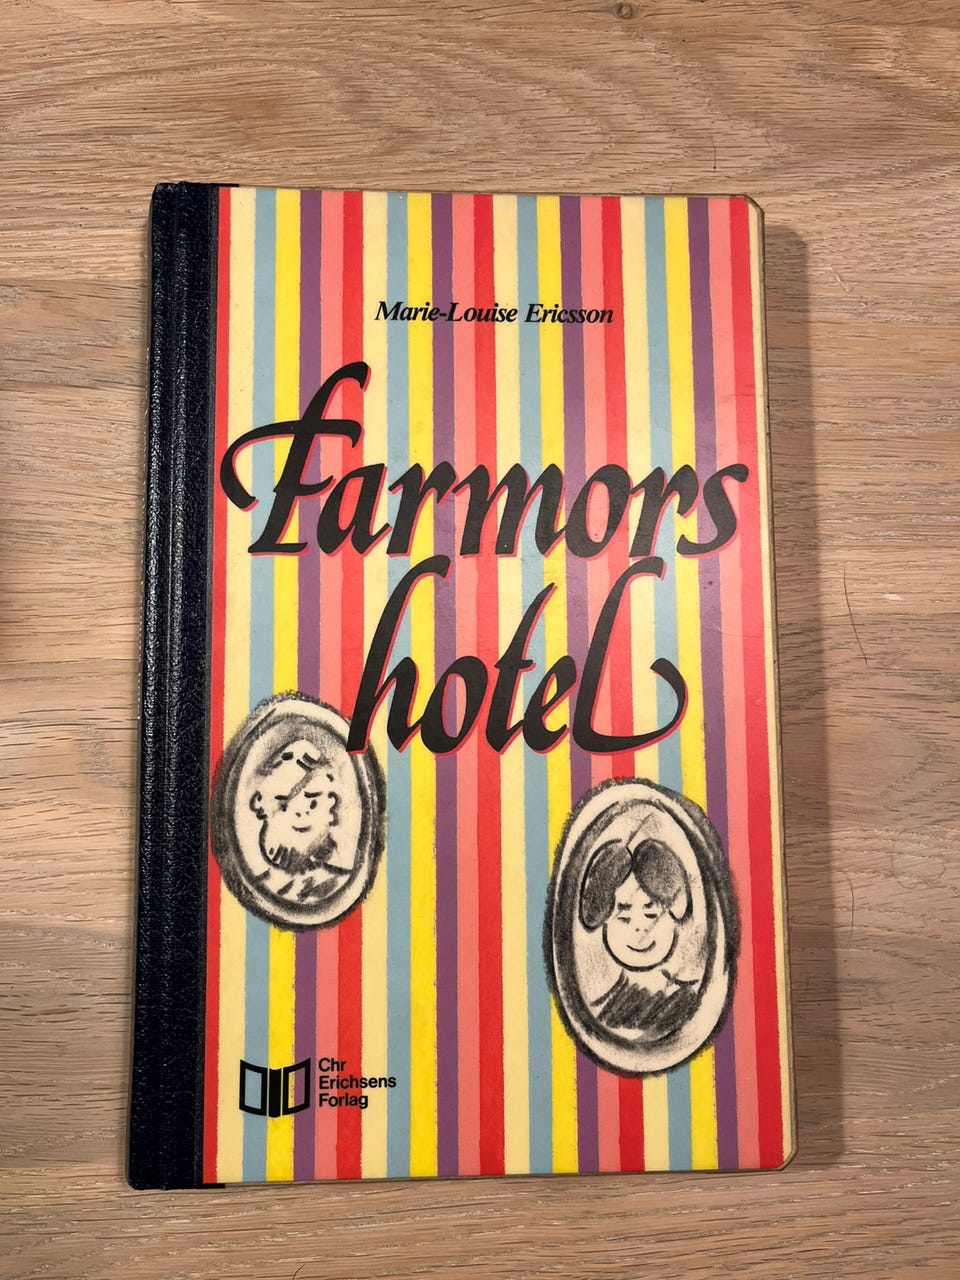 Marie-Louise Ericsson
Farmors
hotel
Chr
Erichsens
Forlag